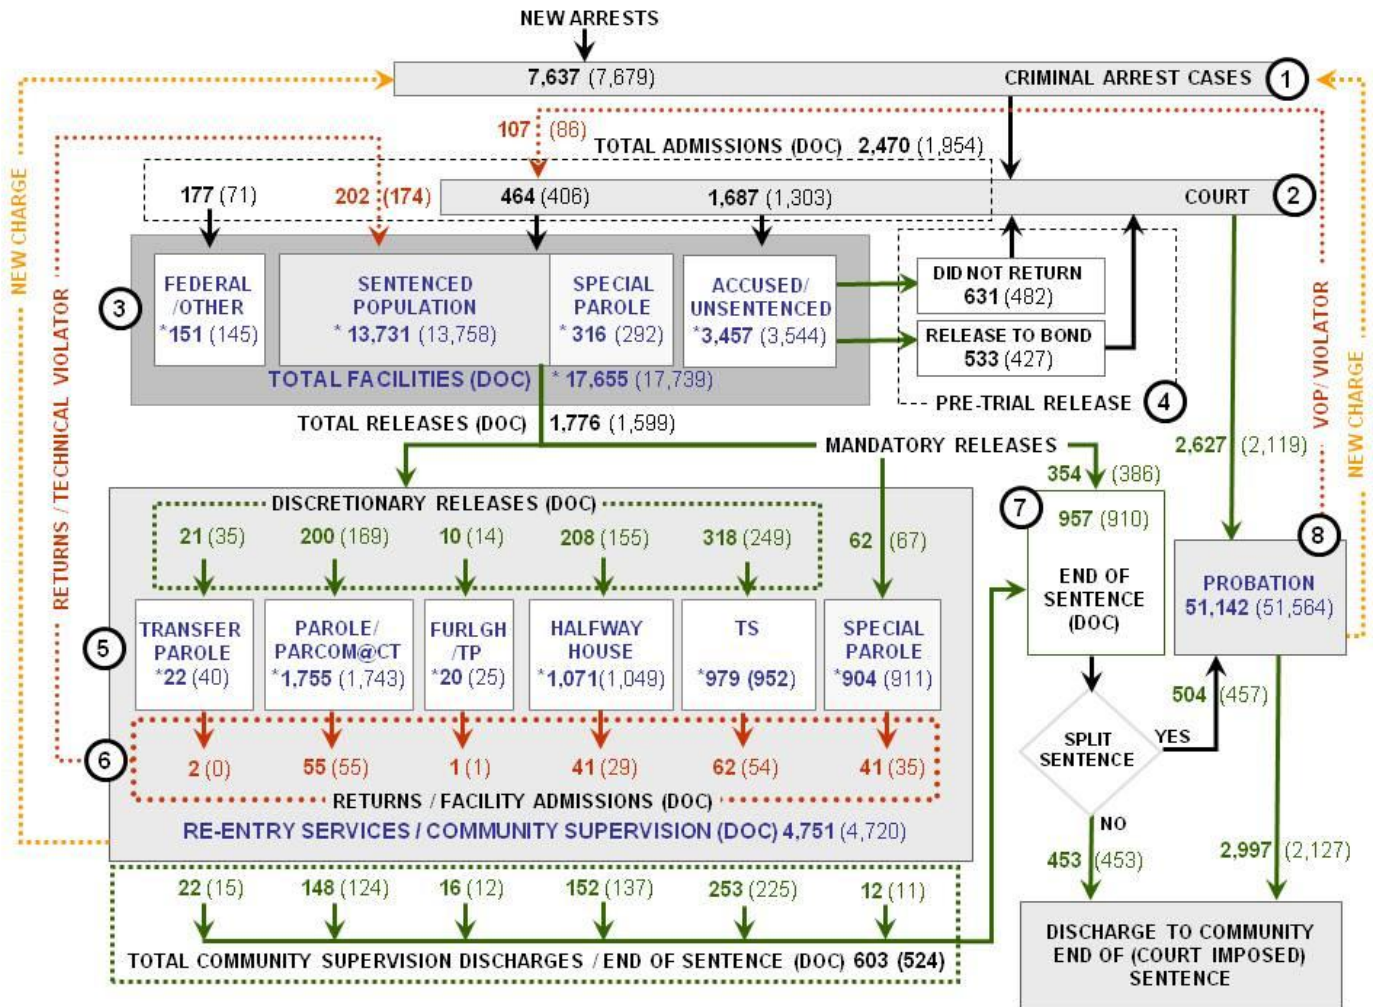 NEW ARRESTS
7,637 (7,679)
CRIMINAL ARREST CASES
1
107 (86)
TOTAL ADMISSIONS (DOC) 2,470 (1,954)
177 (71)
202 (174)
464 (406)
1,687 (1,303)
COURT
2
NEW CHARGE
RETURNS / TECHNICAL VIOLATOR
3
FEDERAL
/OTHER
*151 (145)
SENTENCED
POPULATION
* 13,731 (13,758)
SPECIAL
PAROLE
* 316 (292)
ACCUSED/
UNSENTENCED
*3,457 (3,544)
TOTAL FACILITIES (DOC) * 17,655 (17,739)
DID NOT RETURN
631 (482)
RELEASE TO BOND
533 (427)
PRE-TRIAL RELEASE
4
VOP/ VIOLATOR
NEW CHARGE
TOTAL RELEASES (DOC) 1,776 (1,599)
MANDATORY RELEASES
2,627 (2,119)
354 (386)
DISCRETIONARY RELEASES (DOC)
21 (35)
200 (169)
10 (14)
208 (155)
318 (249)
62 (67)
7
957 (910)
END OF
SENTENCE
(DOC)
8
PROBATION
51,142 (51,564)
5
TRANSFER
PAROLE
*22 (40)
PAROLE/
PARCOM@CT
*1,755 (1,743)
FURLGH
/TP
*20 (25)
HALFWAY
HOUSE
*1,071(1,049)
TS
*979 (952)
SPECIAL
PAROLE
*904 (911)
504 (457)
SPLIT
SENTENCE
YES
NO
6
2 (0)
55 (55)
1 (1)
41 (29)
62 (54)
41 (35)
RETURNS / FACILITY ADMISSIONS (DOC)
RE-ENTRY SERVICES / COMMUNITY SUPERVISION (DOC) 4,751 (4,720)
453 (453)
2,997 (2,127)
22 (15)
148 (124)
16 (12)
152 (137)
253 (225)
12 (11)
TOTAL COMMUNITY SUPERVISION DISCHARGES / END OF SENTENCE (DOC) 603 (524)
DISCHARGE TO COMMUNITY
END OF (COURT IMPOSED)
SENTENCE